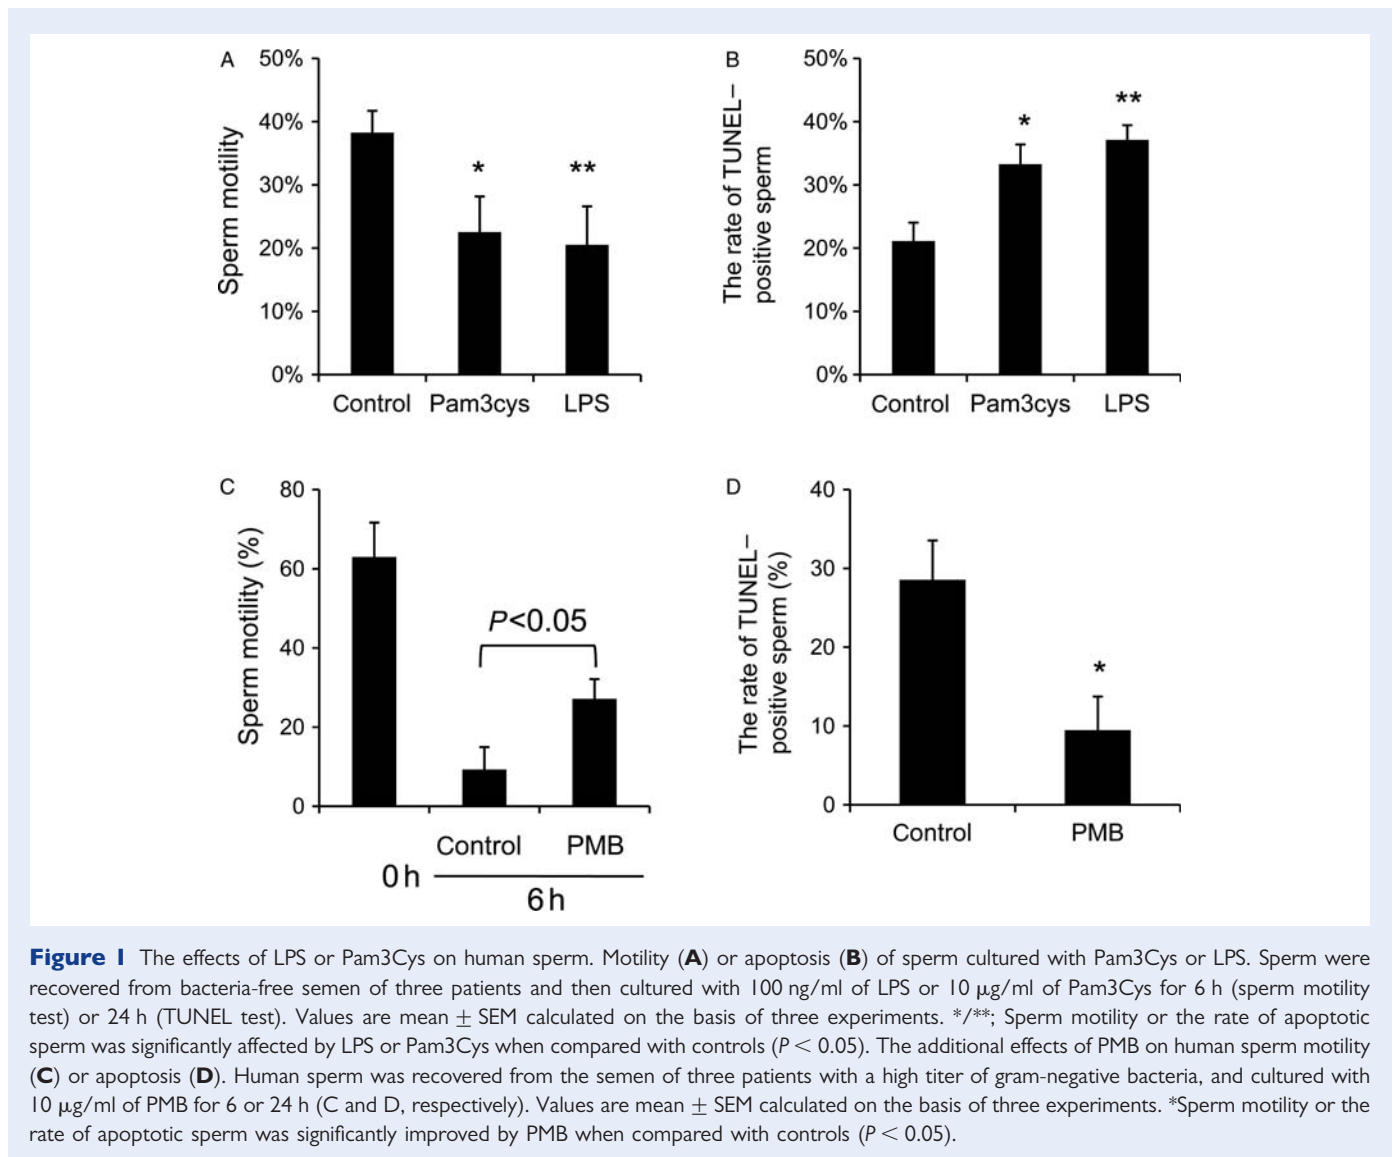 A
50%
40%
30%
20%
10%
0%
Sperm motility
*
**
Control Pam3cys LPS
B
50%
40%
30%
20%
10%
0%
The rate of TUNEL–
positive sperm
*
**
Control Pam3cys LPS
C
80
60
40
20
0
Sperm motility (%)
P<0.05
Control PMB
0 h
6 h
D
40
30
20
10
0
The rate of TUNEL–
positive sperm (%)
*
Control PMB
Figure 1 The effects of LPS or Pam3Cys on human sperm. Motility (A) or apoptosis (B) of sperm cultured with Pam3Cys or LPS. Sperm were
recovered from bacteria-free semen of three patients and then cultured with 100 ng/ml of LPS or 10 μg/ml of Pam3Cys for 6 h (sperm motility
test) or 24 h (TUNEL test). Values are mean ± SEM calculated on the basis of three experiments. */**; Sperm motility or the rate of apoptotic
sperm was significantly affected by LPS or Pam3Cys when compared with controls (P < 0.05). The additional effects of PMB on human sperm motility
(C) or apoptosis (D). Human sperm was recovered from the semen of three patients with a high titer of gram-negative bacteria, and cultured with
10 μg/ml of PMB for 6 or 24 h (C and D, respectively). Values are mean ± SEM calculated on the basis of three experiments. *Sperm motility or the
rate of apoptotic sperm was significantly improved by PMB when compared with controls (P < 0.05).